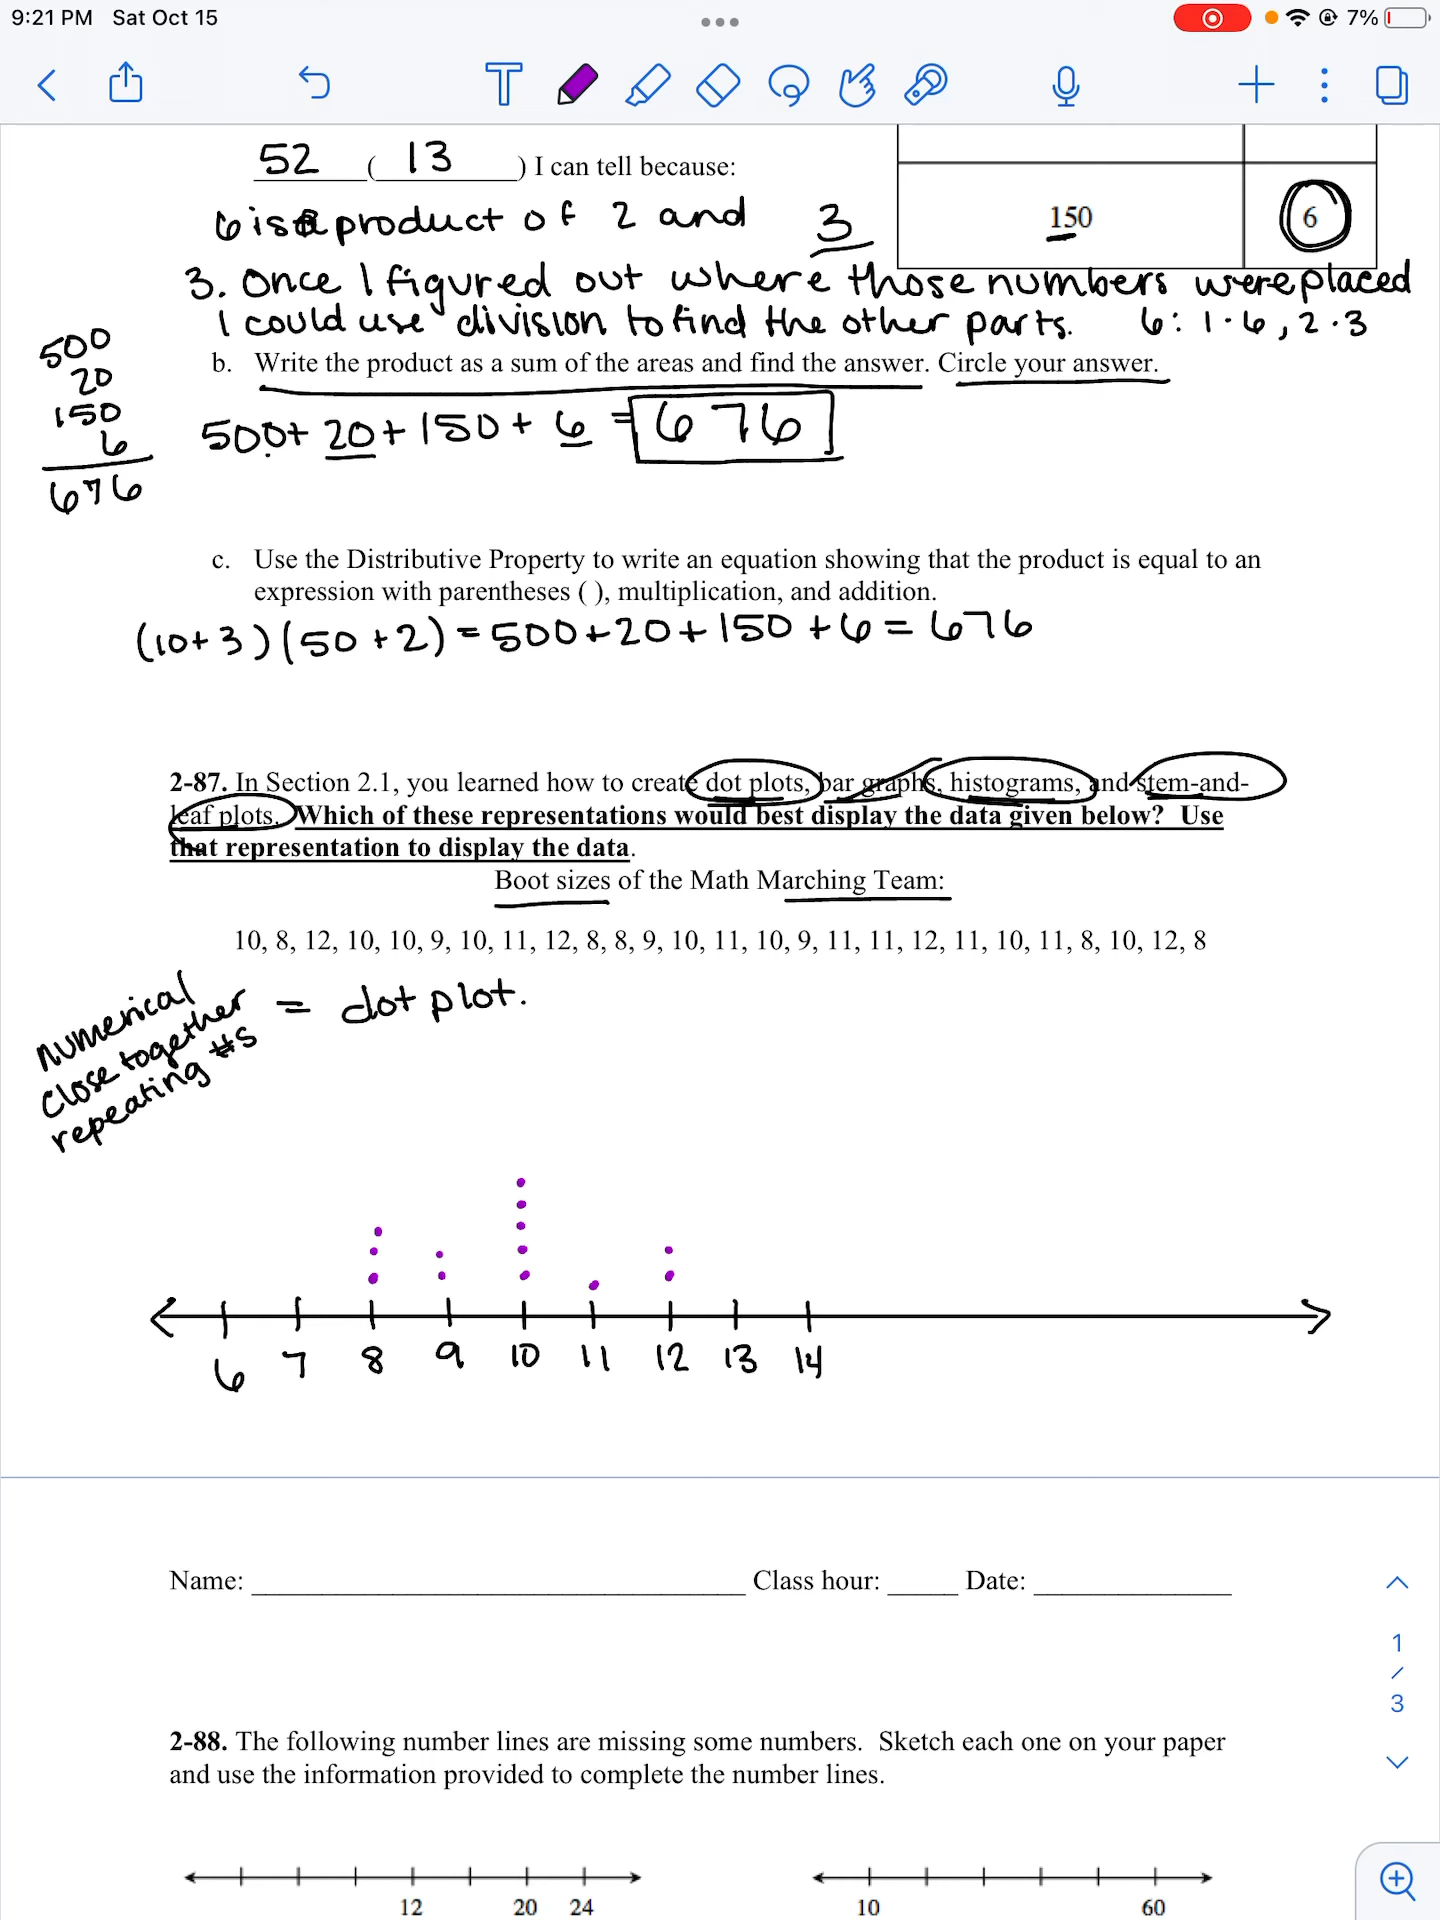 9:21 PM Sat Oct 15
7%
52 ( 13 ) I can tell because:
6 is a product of 2 and 3
150 6
3. Once I figured out where those numbers were placed
I could use division to find the other parts. 6: 1·6, 2·3
500
20
150
6
676
b. Write the product as a sum of the areas and find the answer. Circle your answer.
500+ 20 + 150 + 6 = 676
c. Use the Distributive Property to write an equation showing that the product is equal to an
expression with parentheses ( ), multiplication, and addition.
(10+3)(50+2) = 500+20+150+6 = 676
2-87. In Section 2.1, you learned how to create dot plots, bar graphs, histograms, and stem-and-
leaf plots. Which of these representations would best display the data given below? Use
that representation to display the data.
Boot sizes of the Math Marching Team:
10, 8, 12, 10, 10, 9, 10, 11, 12, 8, 8, 9, 10, 11, 10, 9, 11, 11, 12, 11, 10, 11, 8, 10, 12, 8
numerical
close together
repeating #s
= dot plot.
6 7 8 9 10 11 12 13 14
Name: Class hour: Date:
1
/
3
2-88. The following number lines are missing some numbers. Sketch each one on your paper
and use the information provided to complete the number lines.
12 20 24
10 60